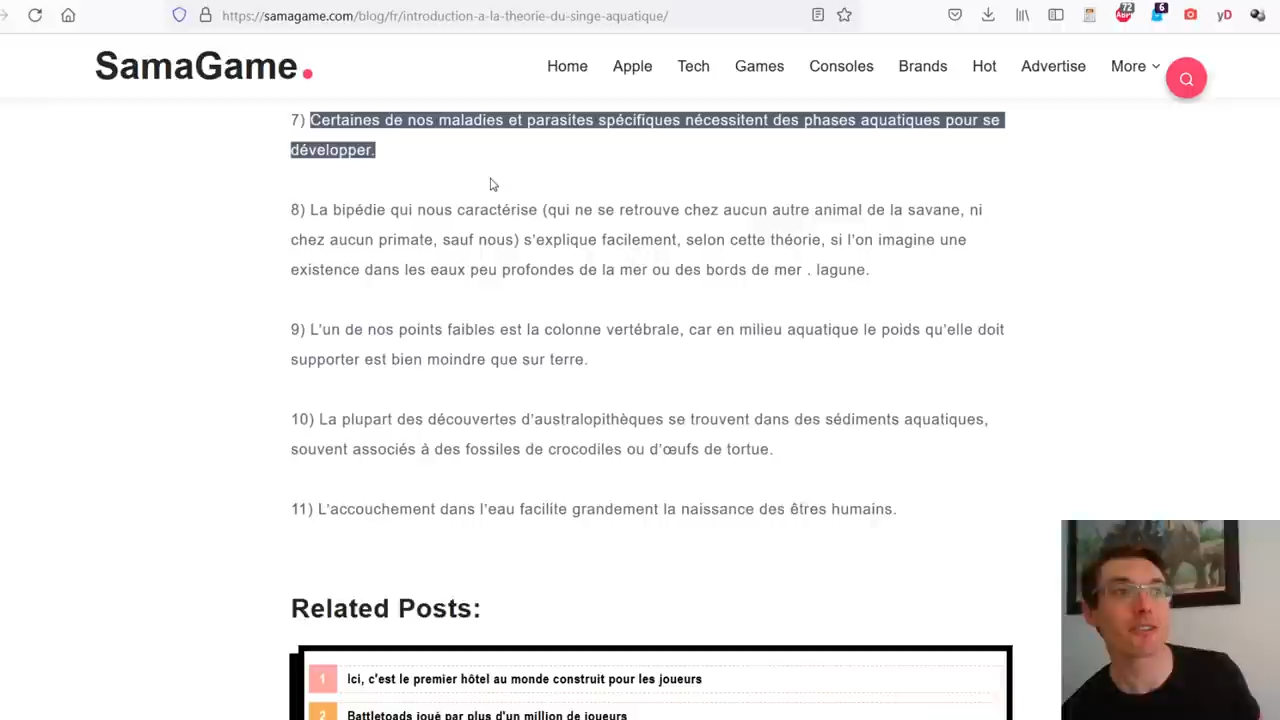 https://samagame.com/blog/fr/introduction-a-la-theorie-du-singe-aquatique/
72
6
yD
SamaGame.
Home Apple Tech Games Consoles Brands Hot Advertise More
7) Certaines de nos maladies et parasites spécifiques nécessitent des phases aquatiques pour se
développer.
8) La bipédie qui nous caractérise (qui ne se retrouve chez aucun autre animal de la savane, ni
chez aucun primate, sauf nous) s’explique facilement, selon cette théorie, si l’on imagine une
existence dans les eaux peu profondes de la mer ou des bords de mer . lagune.
9) L’un de nos points faibles est la colonne vertébrale, car en milieu aquatique le poids qu’elle doit
supporter est bien moindre que sur terre.
10) La plupart des découvertes d’australopithèques se trouvent dans des sédiments aquatiques,
souvent associés à des fossiles de crocodiles ou d’œufs de tortue.
11) L’accouchement dans l’eau facilite grandement la naissance des êtres humains.
Related Posts:
1 Ici, c'est le premier hôtel au monde construit pour les joueurs
2 Battletoads joué par plus d'un million de joueurs